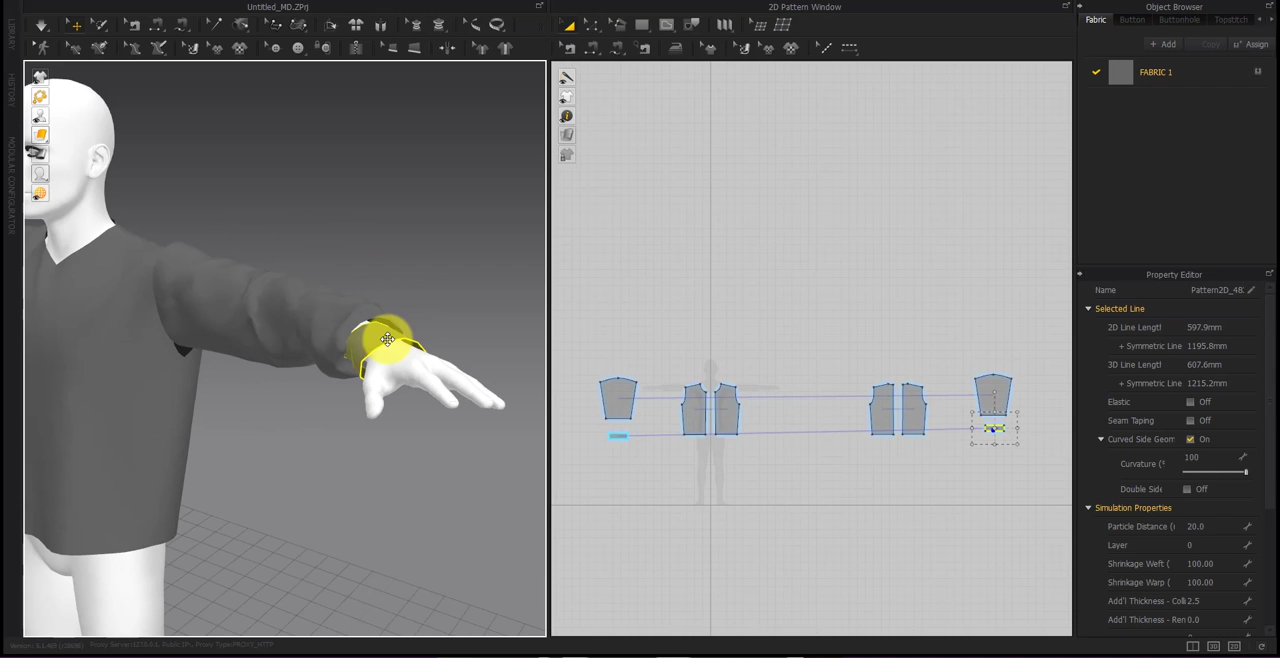 Untitled_MD.ZPrj
2D Pattern Window
Object Browser
Fabric
Button
Buttonhole
Topstitch
+ Add
Copy
Assign
FABRIC 1
LIBRARY
HISTORY
MODULAR CONFIGURATOR
Property Editor
Name
Pattern2D_48
Selected Line
2D Line Lengtl 597.9mm
+ Symmetric Line 1195.8mm
3D Line Lengtl 607.6mm
+ Symmetric Line 1215.2mm
Elastic Off
Seam Taping Off
Curved Side Geom On
Curvature (° 100
Double Side Off
Simulation Properties
Particle Distance (r 20.0
Layer 0
Shrinkage Weft ( 100.00
Shrinkage Warp ( 100.00
Add'l Thickness - Colli 2.5
Add'l Thickness - Ren 0.0
3D
2D